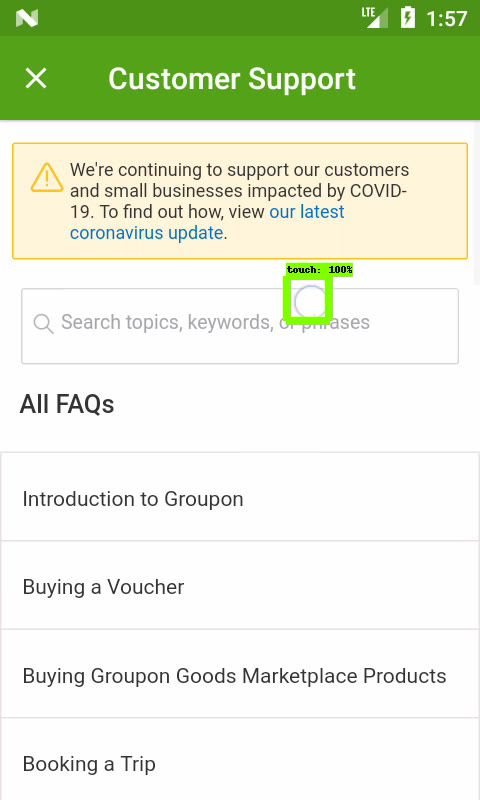 LTE 1:57
Customer Support
We're continuing to support our customers
and small businesses impacted by COVID-
19. To find out how, view our latest
coronavirus update.
touch: 100%
Search topics, keywords, or phrases
All FAQs
Introduction to Groupon
Buying a Voucher
Buying Groupon Goods Marketplace Products
Booking a Trip